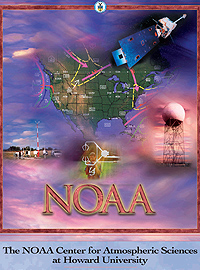 NOAA
The NOAA Center for Atmospheric Sciences
at Howard University